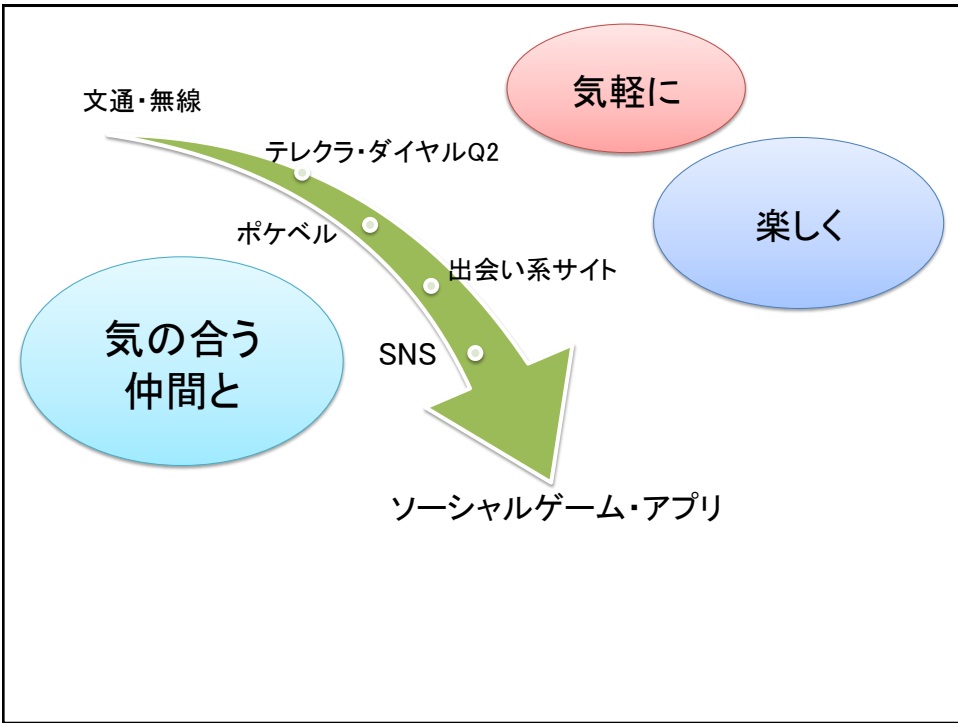 気軽に
文通・無線
テレクラ・ダイヤルQ2
楽しく
ポケベル
出会い系サイト
気の合う
仲間と
SNS
ソーシャルゲーム・アプリ